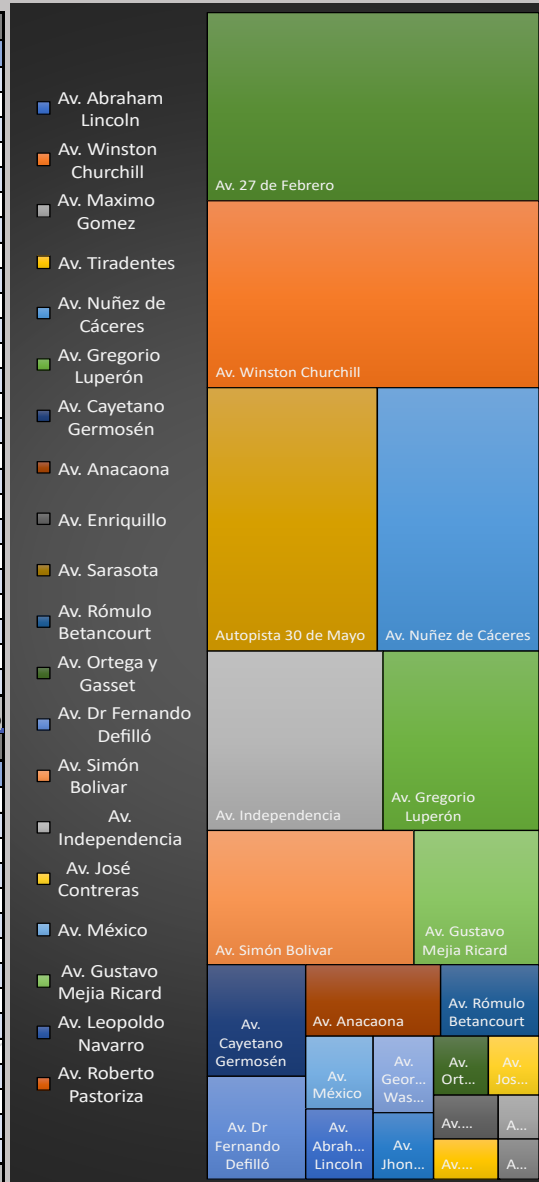 Av. Abraham
Lincoln
Av. Winston
Churchill
Av. Maximo
Gomez
Av. Tiradentes
Av. Nuñez de
Cáceres
Av. Gregorio
Luperón
Av. Cayetano
Germosén
Av. Anacaona
Av. Enriquillo
Av. Sarasota
Av. Rómulo
Betancourt
Av. Ortega y
Gasset
Av. Dr Fernando
Defilló
Av. Simón
Bolivar
Av.
Independencia
Av. José
Contreras
Av. México
Av. Gustavo
Mejia Ricard
Av. Leopoldo
Navarro
Av. Roberto
Pastoriza
Av. 27 de Febrero
Av. Winston Churchill
Autopista 30 de Mayo
Av. Nuñez de Cáceres
Av. Independencia
Av. Gregorio
Luperón
Av. Simón Bolivar
Av. Gustavo
Mejia Ricard
Av.
Cayetano
Germosén
Av. Anacaona
Av. Rómulo
Betancourt
Av. Dr
Fernando
Defilló
Av.
México
Av.
Geor...
Was...
Av.
Ort...
Av.
Jos...
Av.
Abrah...
Lincoln
Av.
Jhon...
Av....
A...
Av....
A...